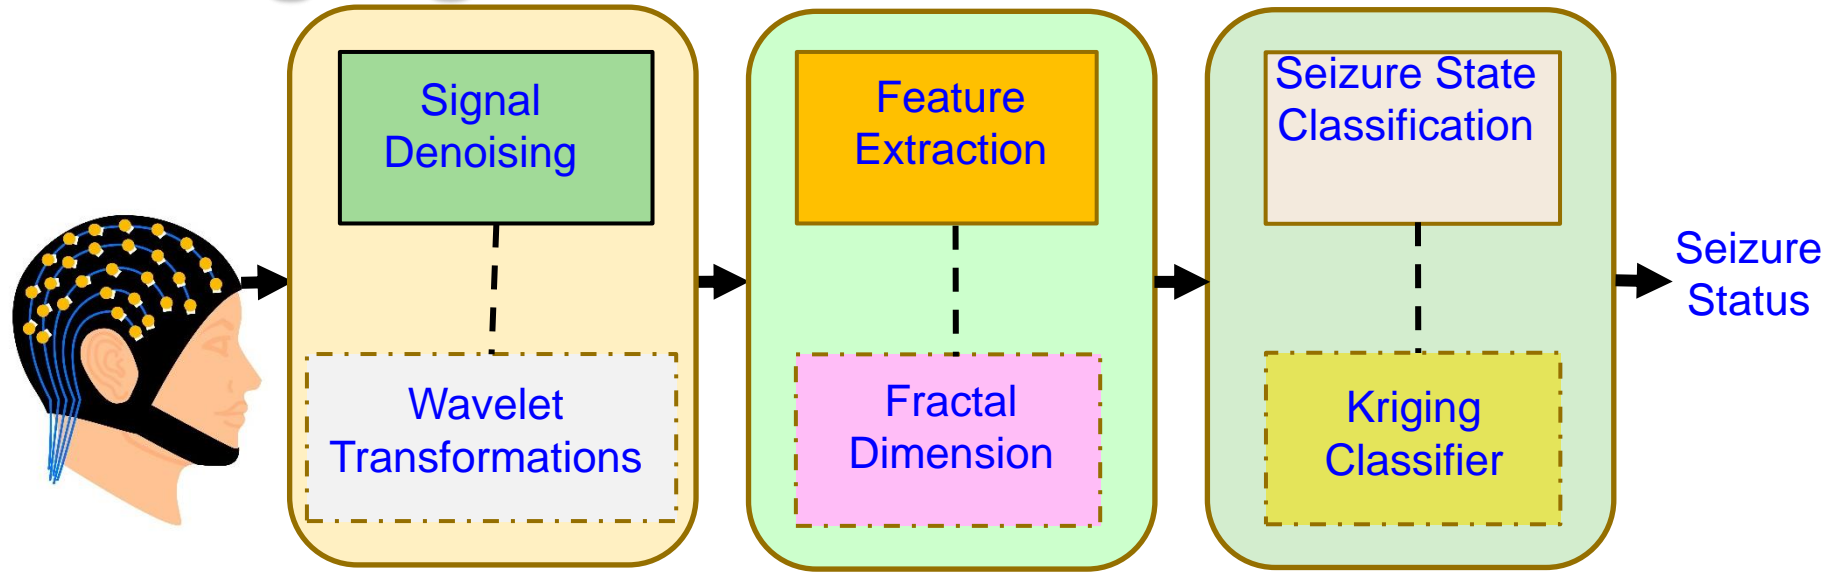 Signal
Denoising
Wavelet
Transformations
Feature
Extraction
Fractal
Dimension
Seizure State
Classification
Kriging
Classifier
Seizure
Status